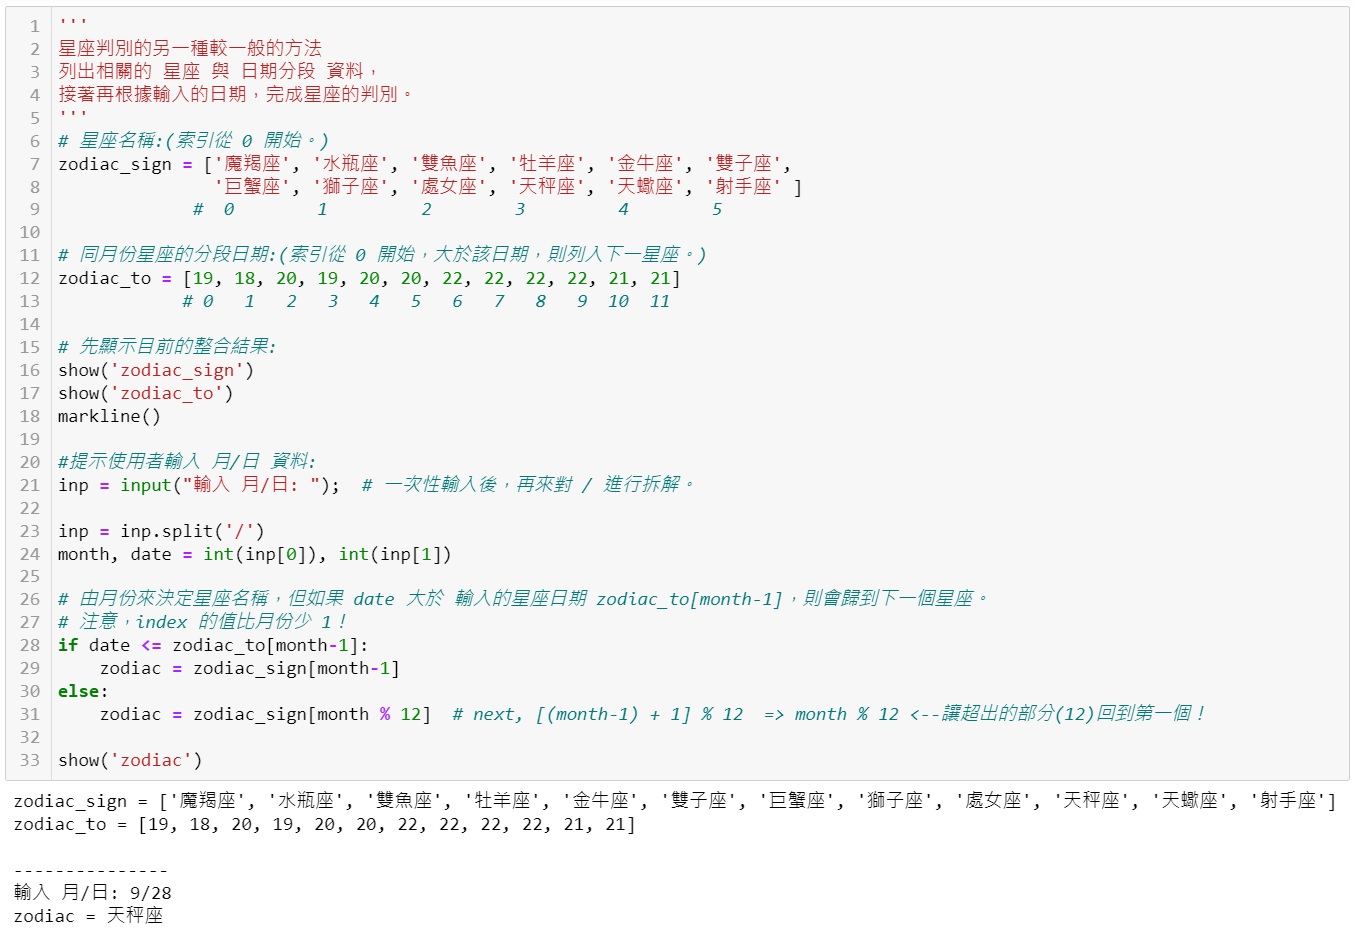 1 '''
2 星座判別的另一種較一般的方法
3 列出相關的 星座 與 日期分段 資料，
4 接著再根據輸入的日期，完成星座的判別。
5 '''
6 # 星座名稱:(索引從 0 開始。)
7 zodiac_sign = ['魔羯座', '水瓶座', '雙魚座', '牡羊座', '金牛座', '雙子座',
8                '巨蟹座', '獅子座', '處女座', '天秤座', '天蠍座', '射手座' ]
9              #  0        1         2        3         4        5
10
11 # 同月份星座的分段日期:(索引從 0 開始，大於該日期，則列入下一星座。)
12 zodiac_to = [19, 18, 20, 19, 20, 20, 22, 22, 22, 22, 21, 21]
13             # 0   1   2   3   4   5   6   7   8   9  10  11
14
15 # 先顯示目前的整合結果:
16 show('zodiac_sign')
17 show('zodiac_to')
18 markline()
19
20 #提示使用者輸入 月/日 資料:
21 inp = input("輸入 月/日: ");  # 一次性輸入後，再來對 / 進行拆解。
22
23 inp = inp.split('/')
24 month, date = int(inp[0]), int(inp[1])
25
26 # 由月份來決定星座名稱，但如果 date 大於 輸入的星座日期 zodiac_to[month-1]，則會歸到下一個星座。
27 # 注意，index 的值比月份少 1！
28 if date <= zodiac_to[month-1]:
29     zodiac = zodiac_sign[month-1]
30 else:
31     zodiac = zodiac_sign[month % 12]  # next, [(month-1) + 1] % 12  => month % 12 <--讓超出的部分(12)回到第一個！
32
33 show('zodiac')
zodiac_sign = ['魔羯座', '水瓶座', '雙魚座', '牡羊座', '金牛座', '雙子座', '巨蟹座', '獅子座', '處女座', '天秤座', '天蠍座', '射手座']
zodiac_to = [19, 18, 20, 19, 20, 20, 22, 22, 22, 22, 21, 21]
---------------
輸入 月/日: 9/28
zodiac = 天秤座